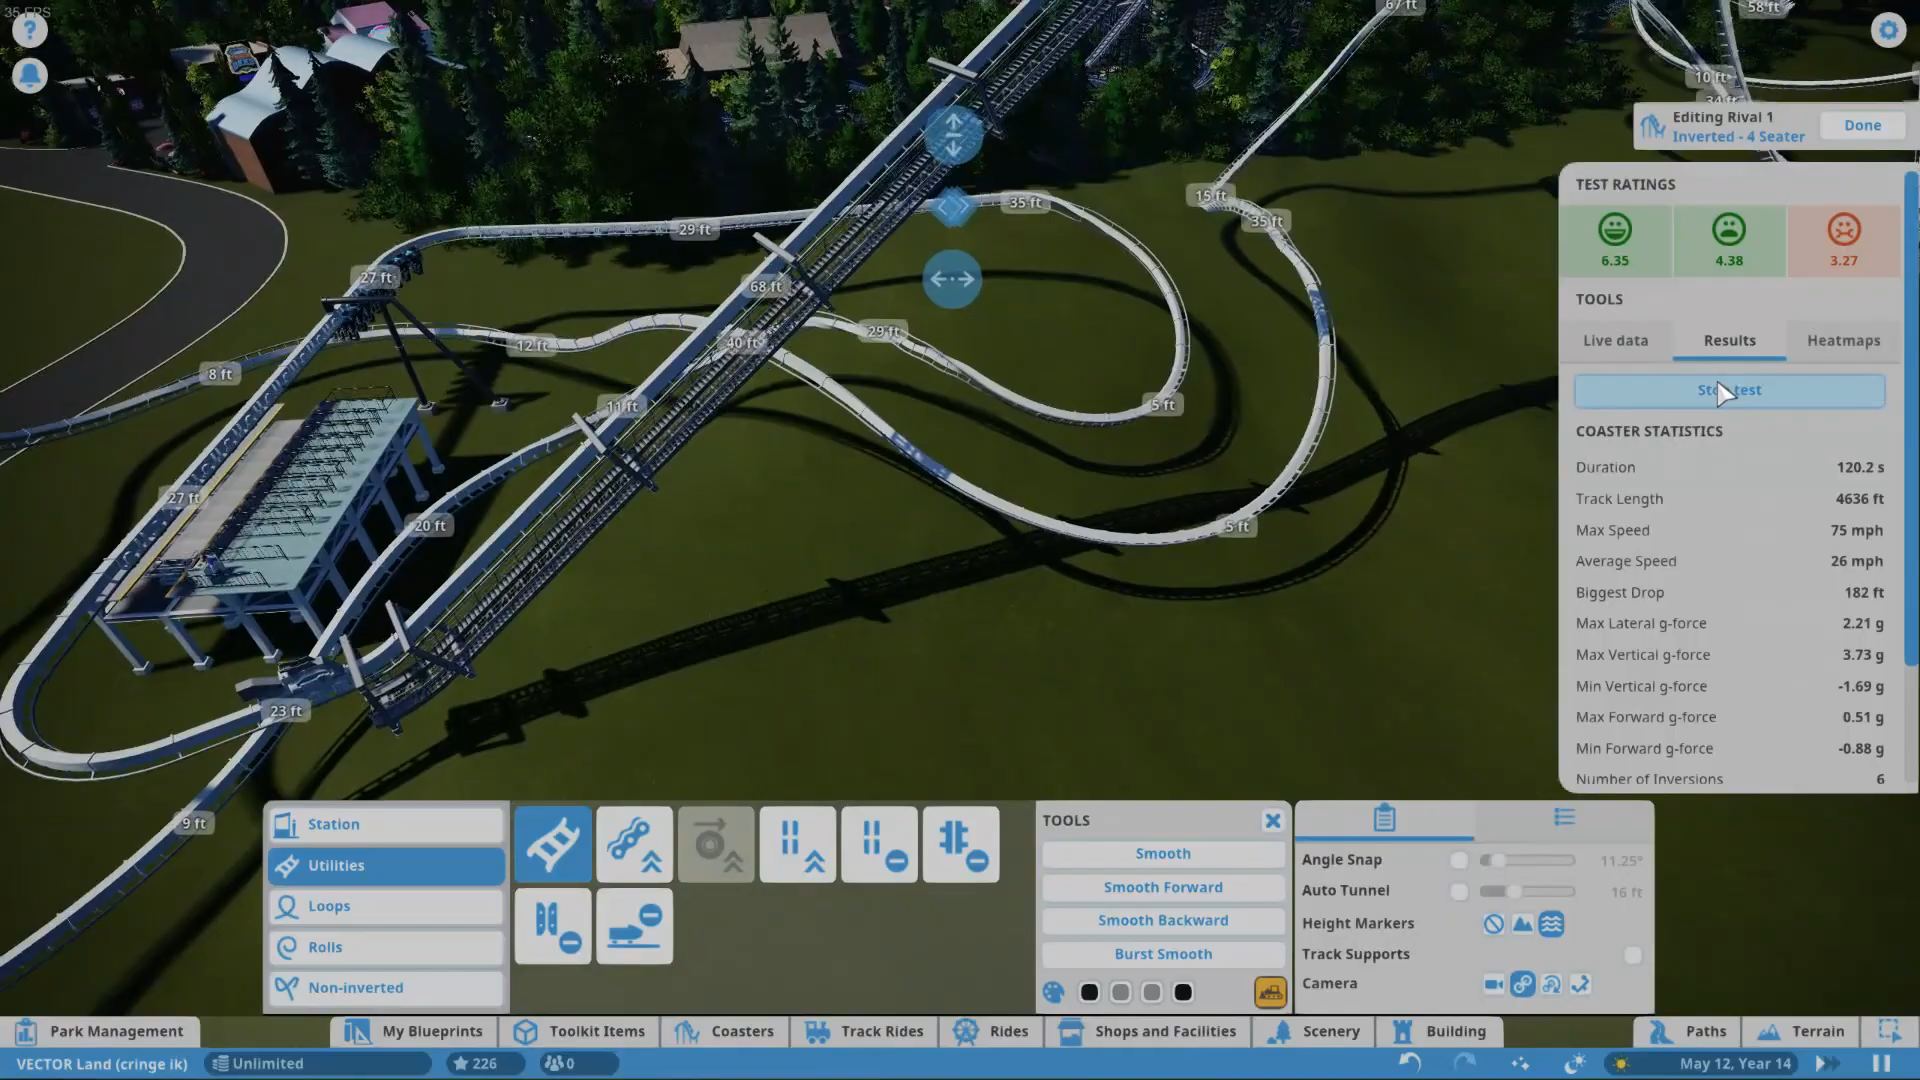 35 FPS
67 ft
58 ft
10 ft
34 ft
Editing Rival 1
Inverted - 4 Seater
Done
TEST RATINGS
6.35
4.38
3.27
TOOLS
Live data
Results
Heatmaps
Stop test
COASTER STATISTICS
Duration 120.2 s
Track Length 4636 ft
Max Speed 75 mph
Average Speed 26 mph
Biggest Drop 182 ft
Max Lateral g-force 2.21 g
Max Vertical g-force 3.73 g
Min Vertical g-force -1.69 g
Max Forward g-force 0.51 g
Min Forward g-force -0.88 g
Number of Inversions 6
15 ft
35 ft
35 ft
29 ft
27 ft
68 ft
29 ft
12 ft
40 ft
8 ft
11 ft
5 ft
27 ft
20 ft
5 ft
23 ft
9 ft
Station
Utilities
Loops
Rolls
Non-inverted
TOOLS
Smooth
Smooth Forward
Smooth Backward
Burst Smooth
Angle Snap 11.25°
Auto Tunnel 16 ft
Height Markers
Track Supports
Camera
Park Management
My Blueprints
Toolkit Items
Coasters
Track Rides
Rides
Shops and Facilities
Scenery
Building
Paths
Terrain
VECTOR Land (cringe ik)
Unlimited
226
0
May 12, Year 14